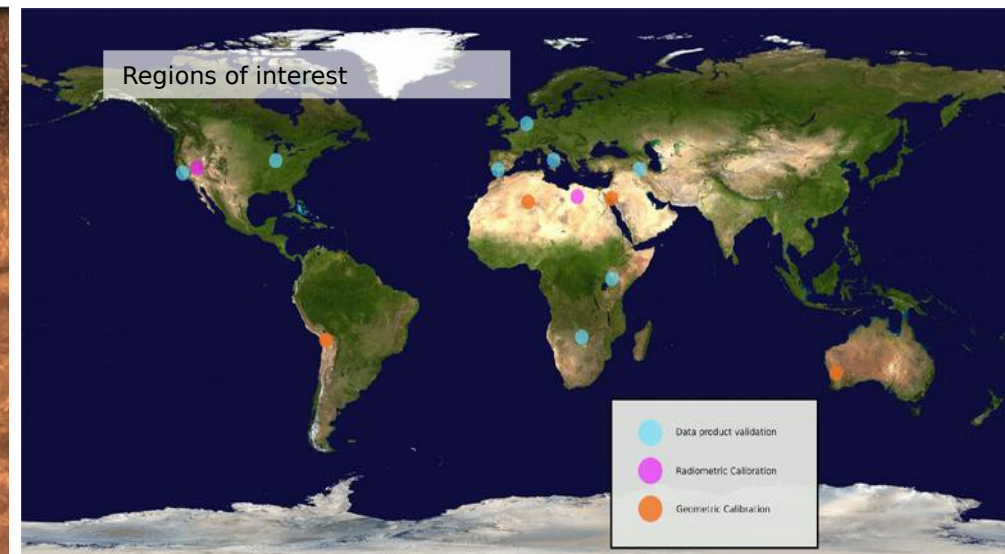 Regions of interest
Data product validation
Radiometric Calibration
Geometric Calibration